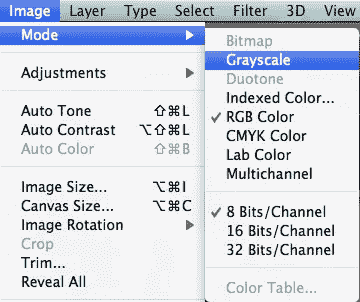 Image Layer Type Select Filter 3D View
Mode
Adjustments
Auto Tone ⇧⌘L
Auto Contrast ⌥⇧⌘L
Auto Color ⇧⌘B
Image Size... ⌥⌘I
Canvas Size... ⌥⌘C
Image Rotation
Crop
Trim...
Reveal All
Bitmap
Grayscale
Duotone
Indexed Color...
✓ RGB Color
CMYK Color
Lab Color
Multichannel
✓ 8 Bits/Channel
16 Bits/Channel
32 Bits/Channel
Color Table...